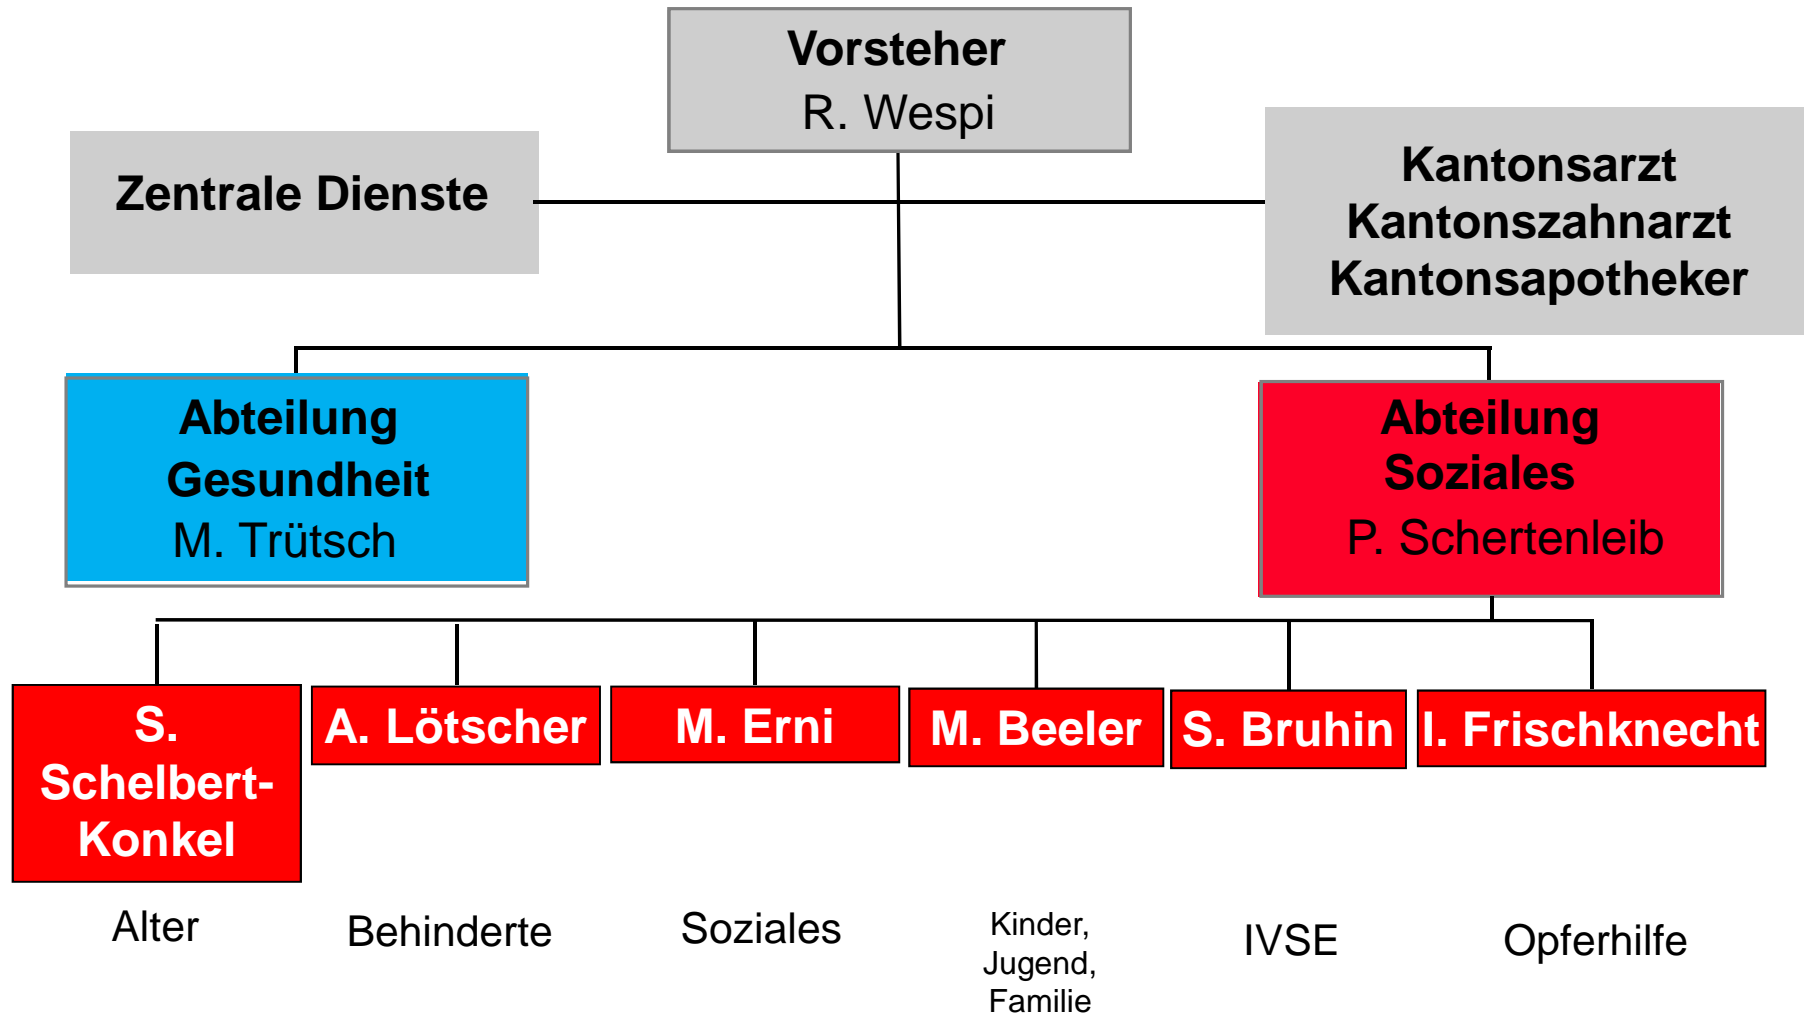 Vorsteher
R. Wespi
Zentrale Dienste
Kantonsarzt
Kantonszahnarzt
Kantonsapotheker
Abteilung
Gesundheit
M. Trütsch
Abteilung
Soziales
P. Schertenleib
S.
Schelbert-
Konkel
A. Lötscher
M. Erni
M. Beeler
S. Bruhin
I. Frischknecht
Alter
Behinderte
Soziales
Kinder,
Jugend,
Familie
IVSE
Opferhilfe